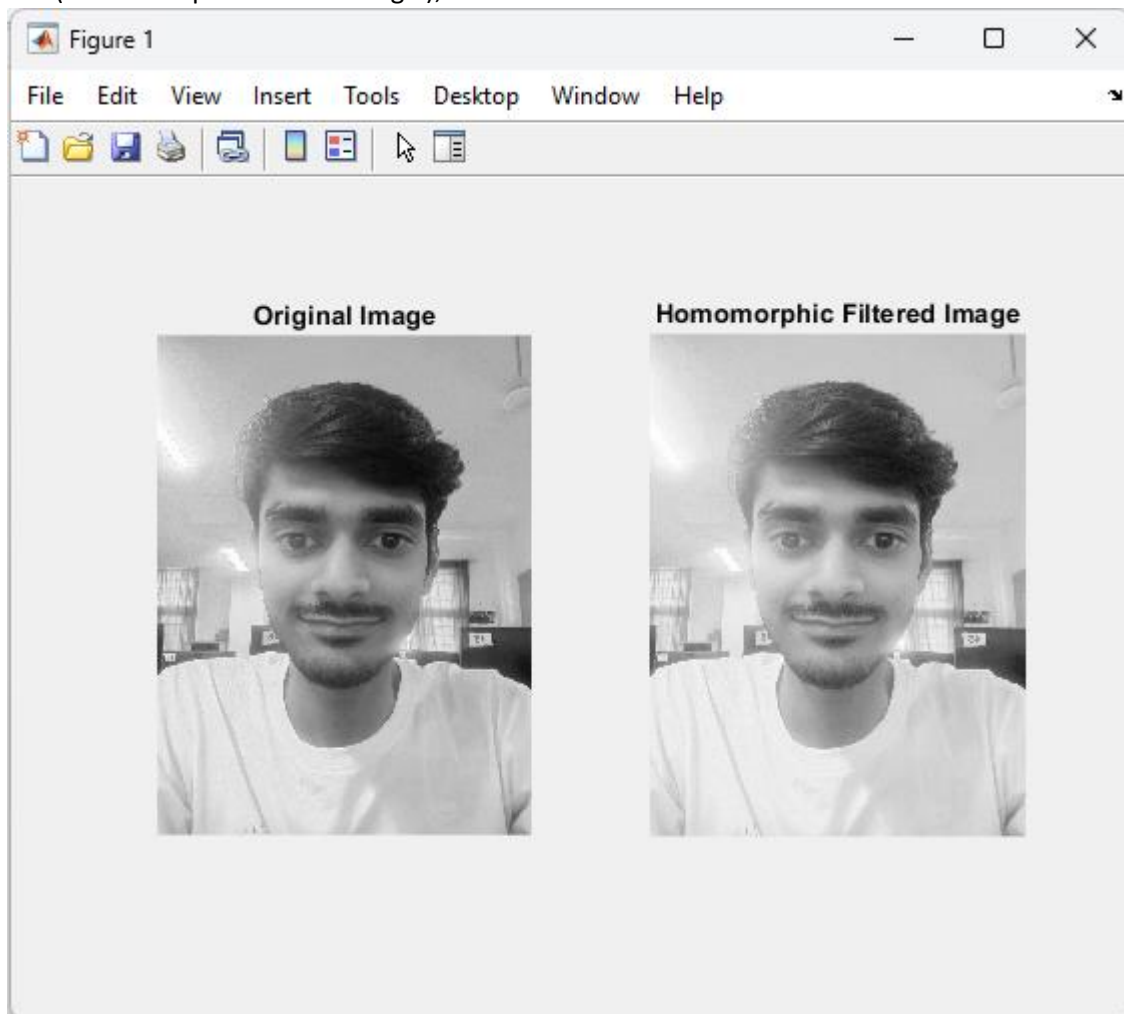 Figure 1
File Edit View Insert Tools Desktop Window Help
Original Image
Homomorphic Filtered Image